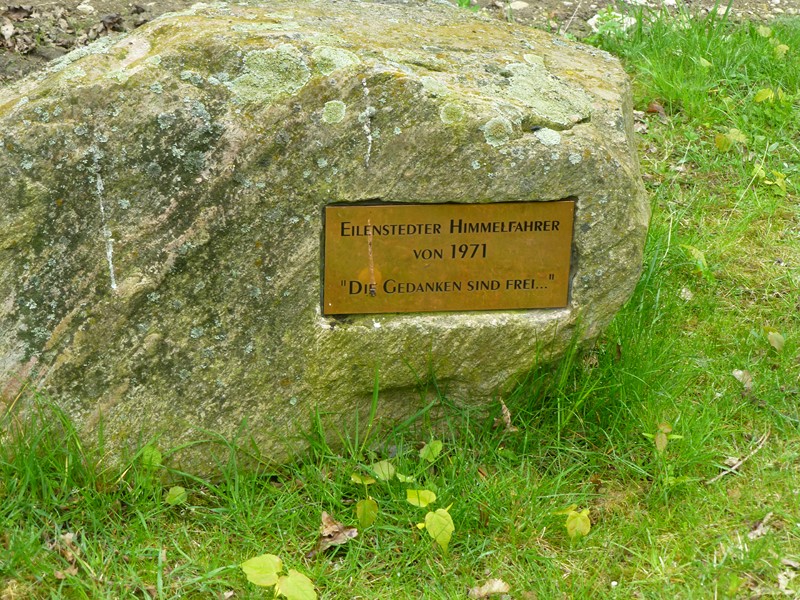 Eilenstedter Himmelfahrer
von 1971
"Die Gedanken sind frei..."